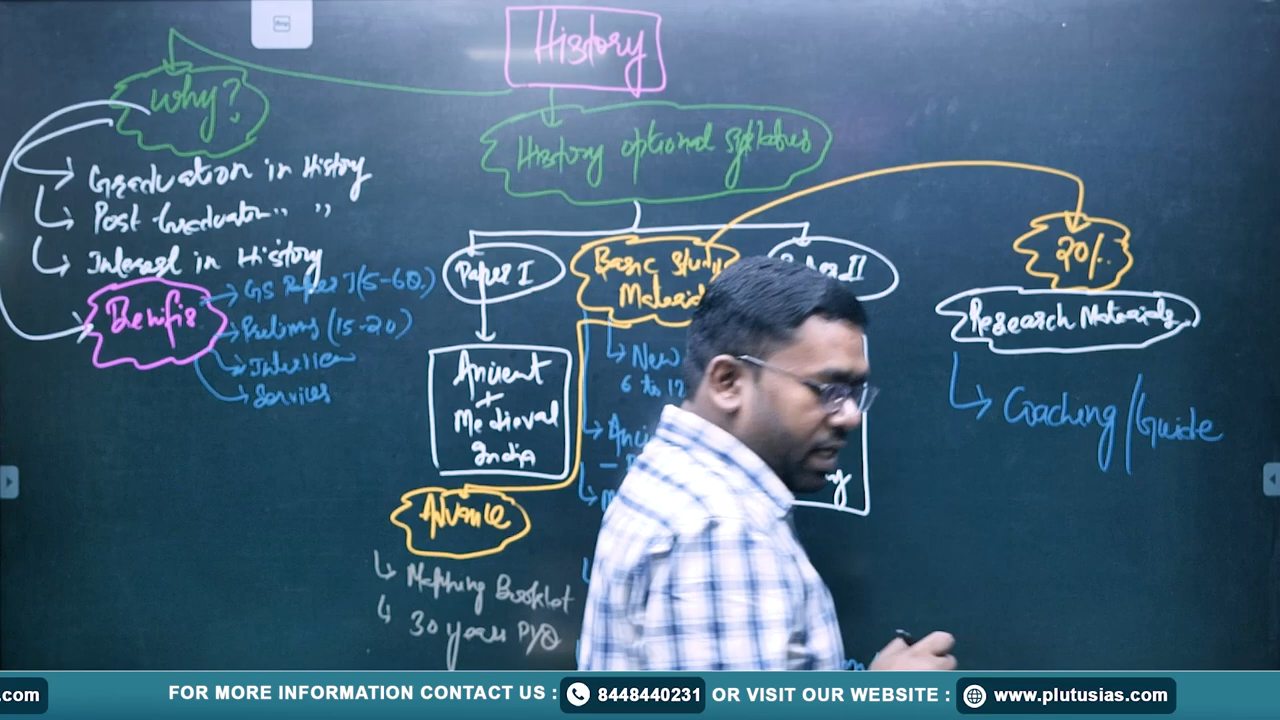 History
Why?
History optional syllabus
Graduation in History
Post Graduation " "
Interest in History
Benifis
GS Paper I (5-6Q)
Prelims (15-20)
Interview
Services
Paper I
Basic Study
Material
II
20%
Research Materials
Coaching/Guide
Ancient
+
Medieval
India
New
6 to 12
Advance
Mapping Booklet
30 years PYQ
.com
FOR MORE INFORMATION CONTACT US : 8448440231 OR VISIT OUR WEBSITE : www.plutusias.com